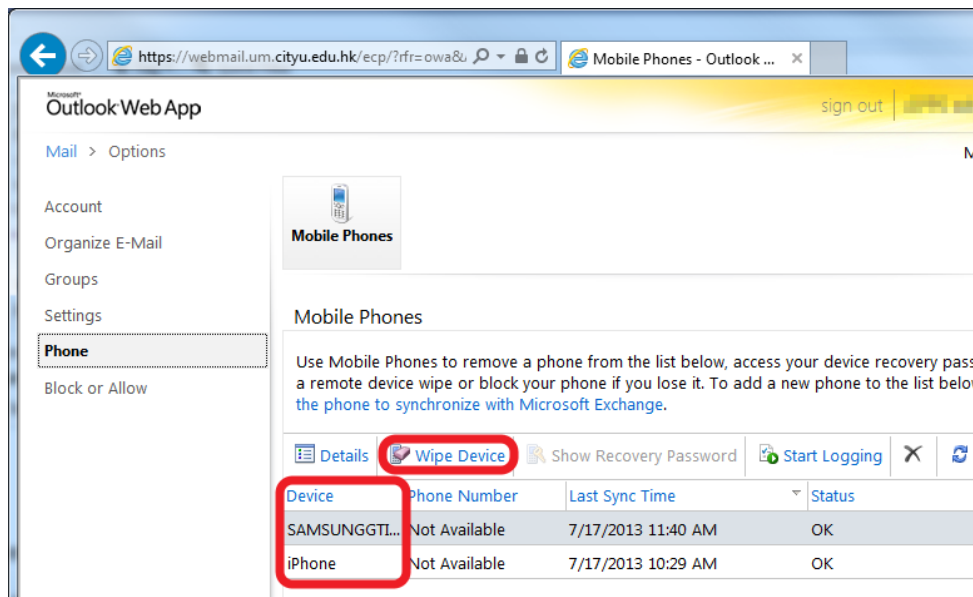 https://webmail.um.cityu.edu.hk/ecp/?rfr=owa&
Mobile Phones - Outlook ...
Microsoft
Outlook Web App
sign out
Mail > Options
M
Account
Organize E-Mail
Groups
Settings
Phone
Block or Allow
Mobile Phones
Mobile Phones
Use Mobile Phones to remove a phone from the list below, access your device recovery pass
a remote device wipe or block your phone if you lose it. To add a new phone to the list belo
the phone to synchronize with Microsoft Exchange.
Details Wipe Device Show Recovery Password Start Logging
Device Phone Number Last Sync Time Status
SAMSUNGGTI... Not Available 7/17/2013 11:40 AM OK
iPhone Not Available 7/17/2013 10:29 AM OK